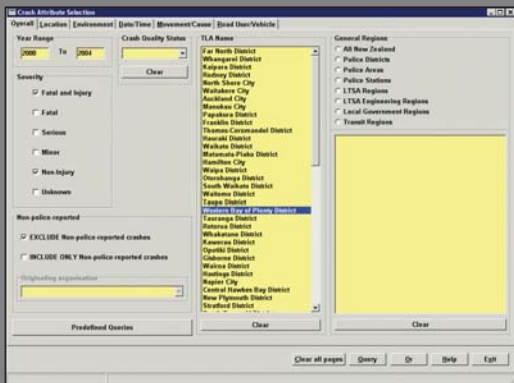 Crash Attribute Selection
Overall Location Environment Date/Time Movement/Cause Road User/Vehicle
Year Range
2000 To 2004
Crash Quality Status
Clear
Severity
Fatal and Injury
Fatal
Serious
Minor
Non-Injury
Unknown
Non-police reported
EXCLUDE Non-police reported crashes
INCLUDE ONLY Non-police reported crashes
Originating organisation
Predefined Queries
TLA Name
Far North District
Whangarei District
Kaipara District
Rodney District
North Shore City
Waitakere City
Auckland City
Manukau City
Papakura District
Franklin District
Thames-Coromandel District
Hauraki District
Waikato District
Matamata-Piako District
Hamilton City
Waipa District
Otorohanga District
South Waikato District
Waitomo District
Taupo District
Western Bay of Plenty District
Tauranga District
Rotorua District
Whakatane District
Kawerau District
Opotiki District
Gisborne District
Wairoa District
Hastings District
Napier City
Central Hawkes Bay District
New Plymouth District
Stratford District
Clear
General Regions
All New Zealand
Police Districts
Police Areas
Police Stations
LTSA Regions
LTSA Engineering Regions
Local Government Regions
Transit Regions
Clear
Clear all pages Query Or Help Exit